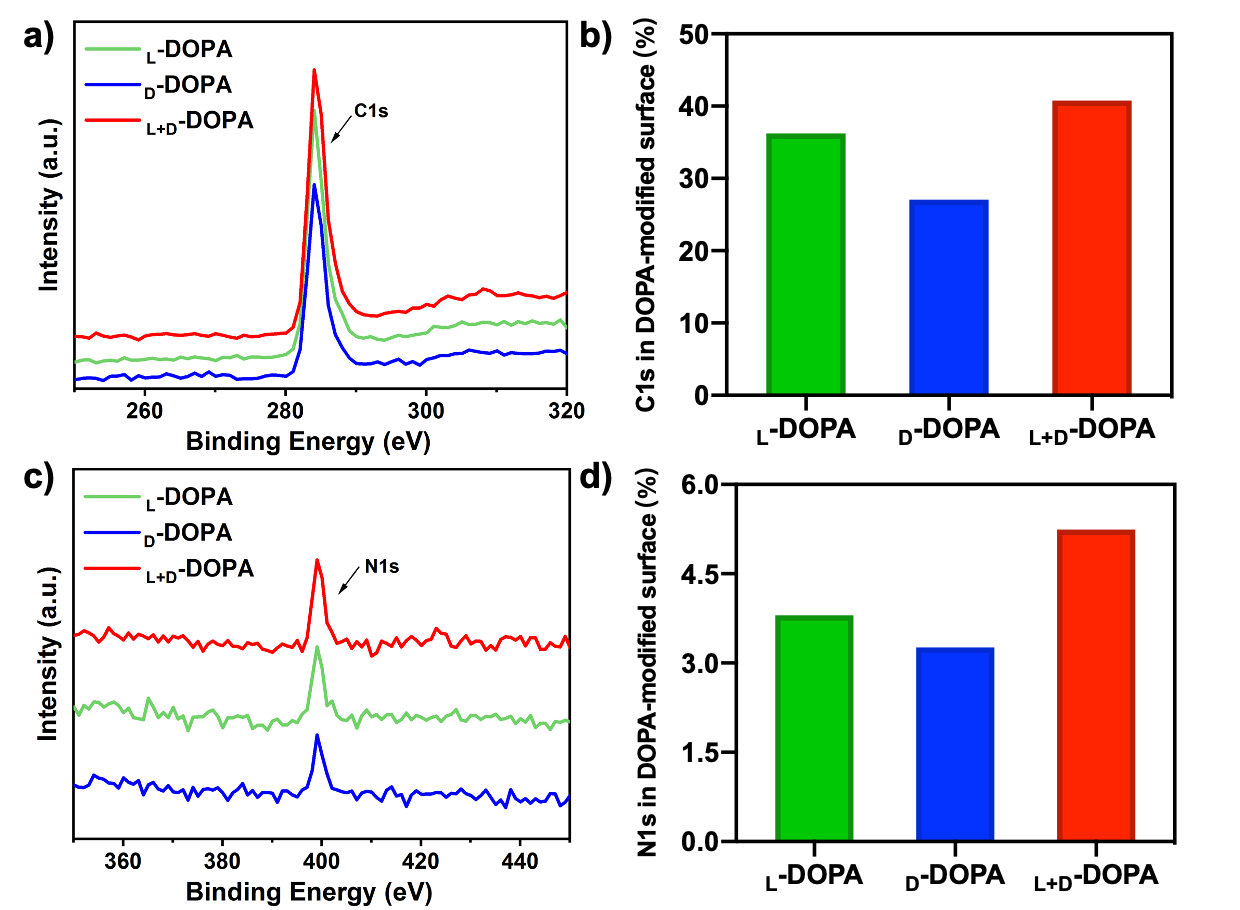 a)
L-DOPA
D-DOPA
L+D-DOPA
C1s
Intensity (a.u.)
260 280 300 320
Binding Energy (eV)
b)
C1s in DOPA-modified surface (%)
50
40
30
20
10
0
L-DOPA D-DOPA L+D-DOPA
c)
L-DOPA
D-DOPA
L+D-DOPA
N1s
Intensity (a.u.)
360 380 400 420 440
Binding Energy (eV)
d)
N1s in DOPA-modified surface (%)
6.0
4.5
3.0
1.5
0.0
L-DOPA D-DOPA L+D-DOPA